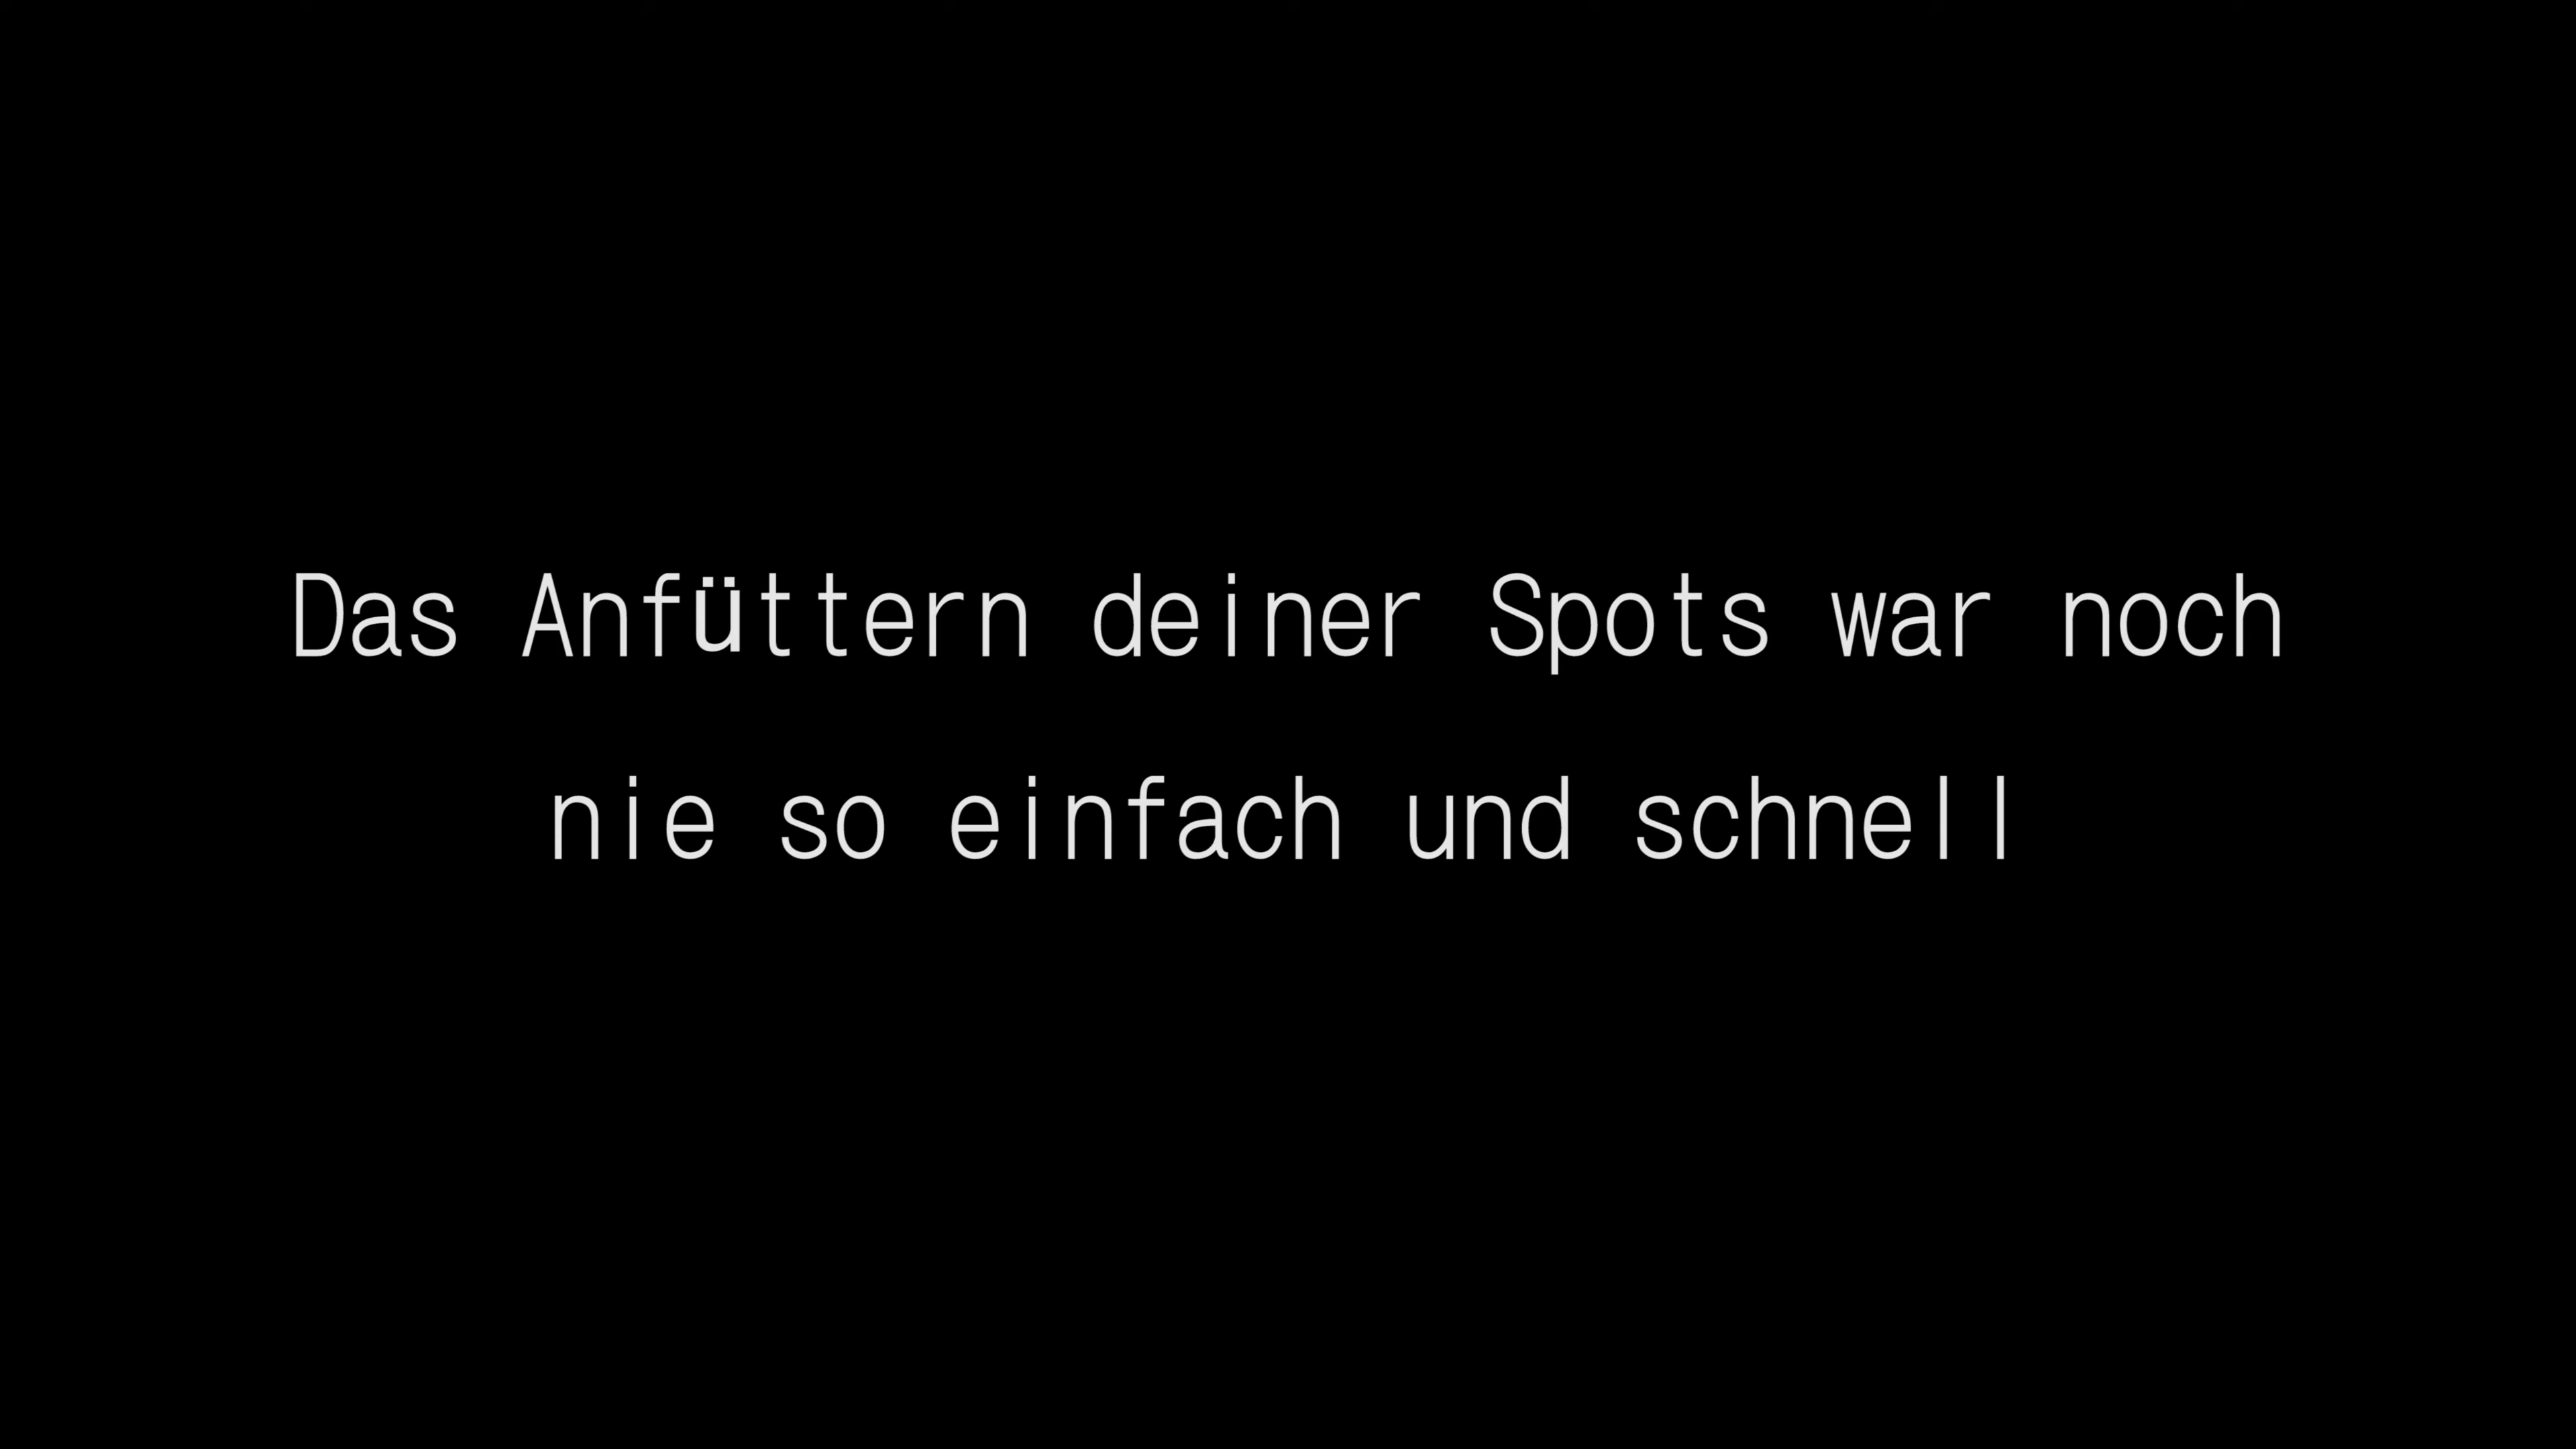 Das Anfüttern deiner Spots war noch
nie so einfach und schnell